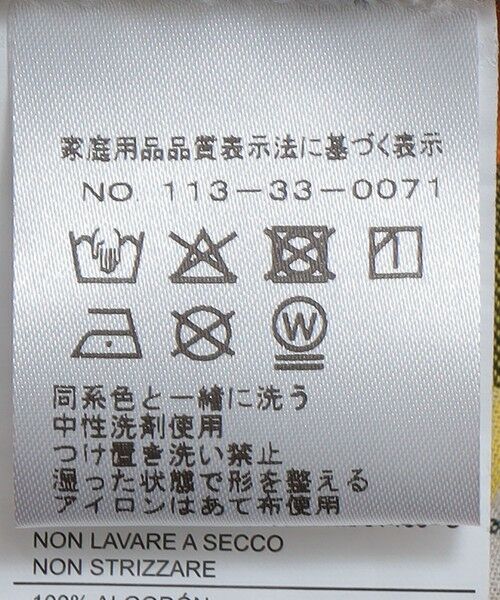 家庭用品品質表示法に基づく表示
NO. 113-33-0071
W
同系色と一緒に洗う
中性洗剤使用
つけ置き洗い禁止
湿った状態で形を整える
アイロンはあて布使用
NON LAVARE A SECCO
NON STRIZZARE
100% ALGODÓN